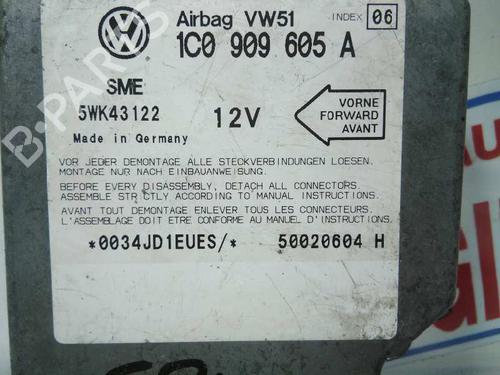 B-PARTS
Airbag VW51
INDEX 06
1C0 909 605 A
SME
5WK43122
12V
VORNE
FORWARD
AVANT
Made in Germany
VOR JEDER DEMONTAGE ALLE STECKVERBINDUNGEN LOESEN.
MONTAGE NUR NACH EINBAUANWEISUNG.
BEFORE EVERY DISASSEMBLY, DETACH ALL CONNECTORS.
ASSEMBLE STRICTLY ACCORDING TO MANUAL INSTRUCTIONS.
AVANT TOUT DEMONTAGE ENLEVER TOUS LES CONNECTEURS.
L'ASSEMBLAGE DOIT ETRE CONFORME AU MANUEL D'INSTRUCTIONS.
*0034JD1EUES/* 50020604 H